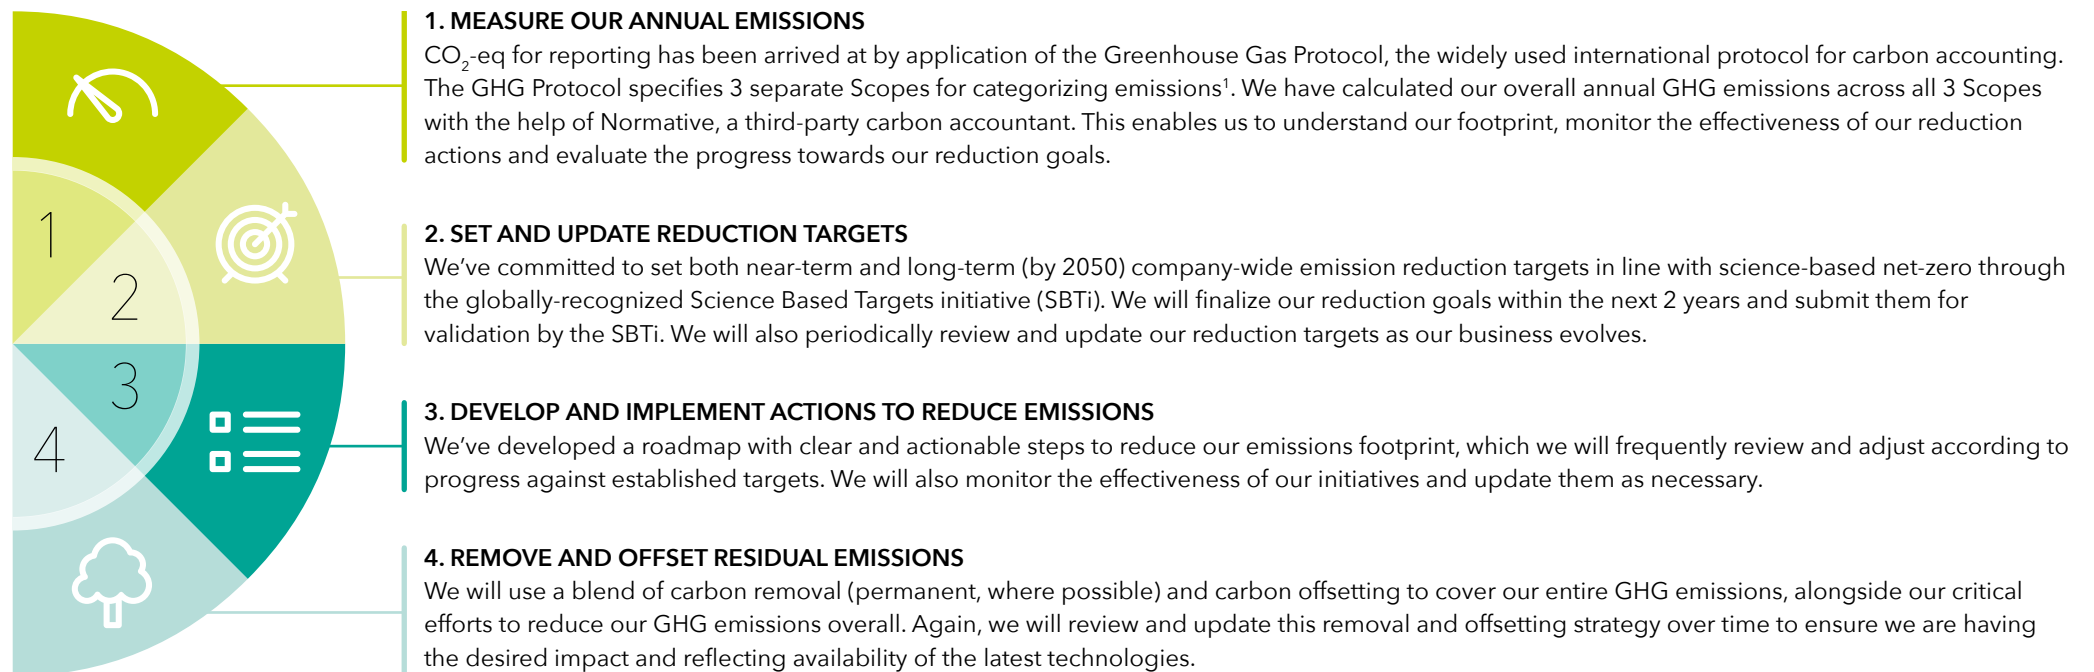 1. MEASURE OUR ANNUAL EMISSIONS
CO₂-eq for reporting has been arrived at by application of the Greenhouse Gas Protocol, the widely used international protocol for carbon accounting.
The GHG Protocol specifies 3 separate Scopes for categorizing emissions¹. We have calculated our overall annual GHG emissions across all 3 Scopes
with the help of Normative, a third-party carbon accountant. This enables us to understand our footprint, monitor the effectiveness of our reduction
actions and evaluate the progress towards our reduction goals.
1
2. SET AND UPDATE REDUCTION TARGETS
We’ve committed to set both near-term and long-term (by 2050) company-wide emission reduction targets in line with science-based net-zero through
the globally-recognized Science Based Targets initiative (SBTi). We will finalize our reduction goals within the next 2 years and submit them for
validation by the SBTi. We will also periodically review and update our reduction targets as our business evolves.
2
3. DEVELOP AND IMPLEMENT ACTIONS TO REDUCE EMISSIONS
We’ve developed a roadmap with clear and actionable steps to reduce our emissions footprint, which we will frequently review and adjust according to
progress against established targets. We will also monitor the effectiveness of our initiatives and update them as necessary.
3
4. REMOVE AND OFFSET RESIDUAL EMISSIONS
We will use a blend of carbon removal (permanent, where possible) and carbon offsetting to cover our entire GHG emissions, alongside our critical
efforts to reduce our GHG emissions overall. Again, we will review and update this removal and offsetting strategy over time to ensure we are having
the desired impact and reflecting availability of the latest technologies.
4